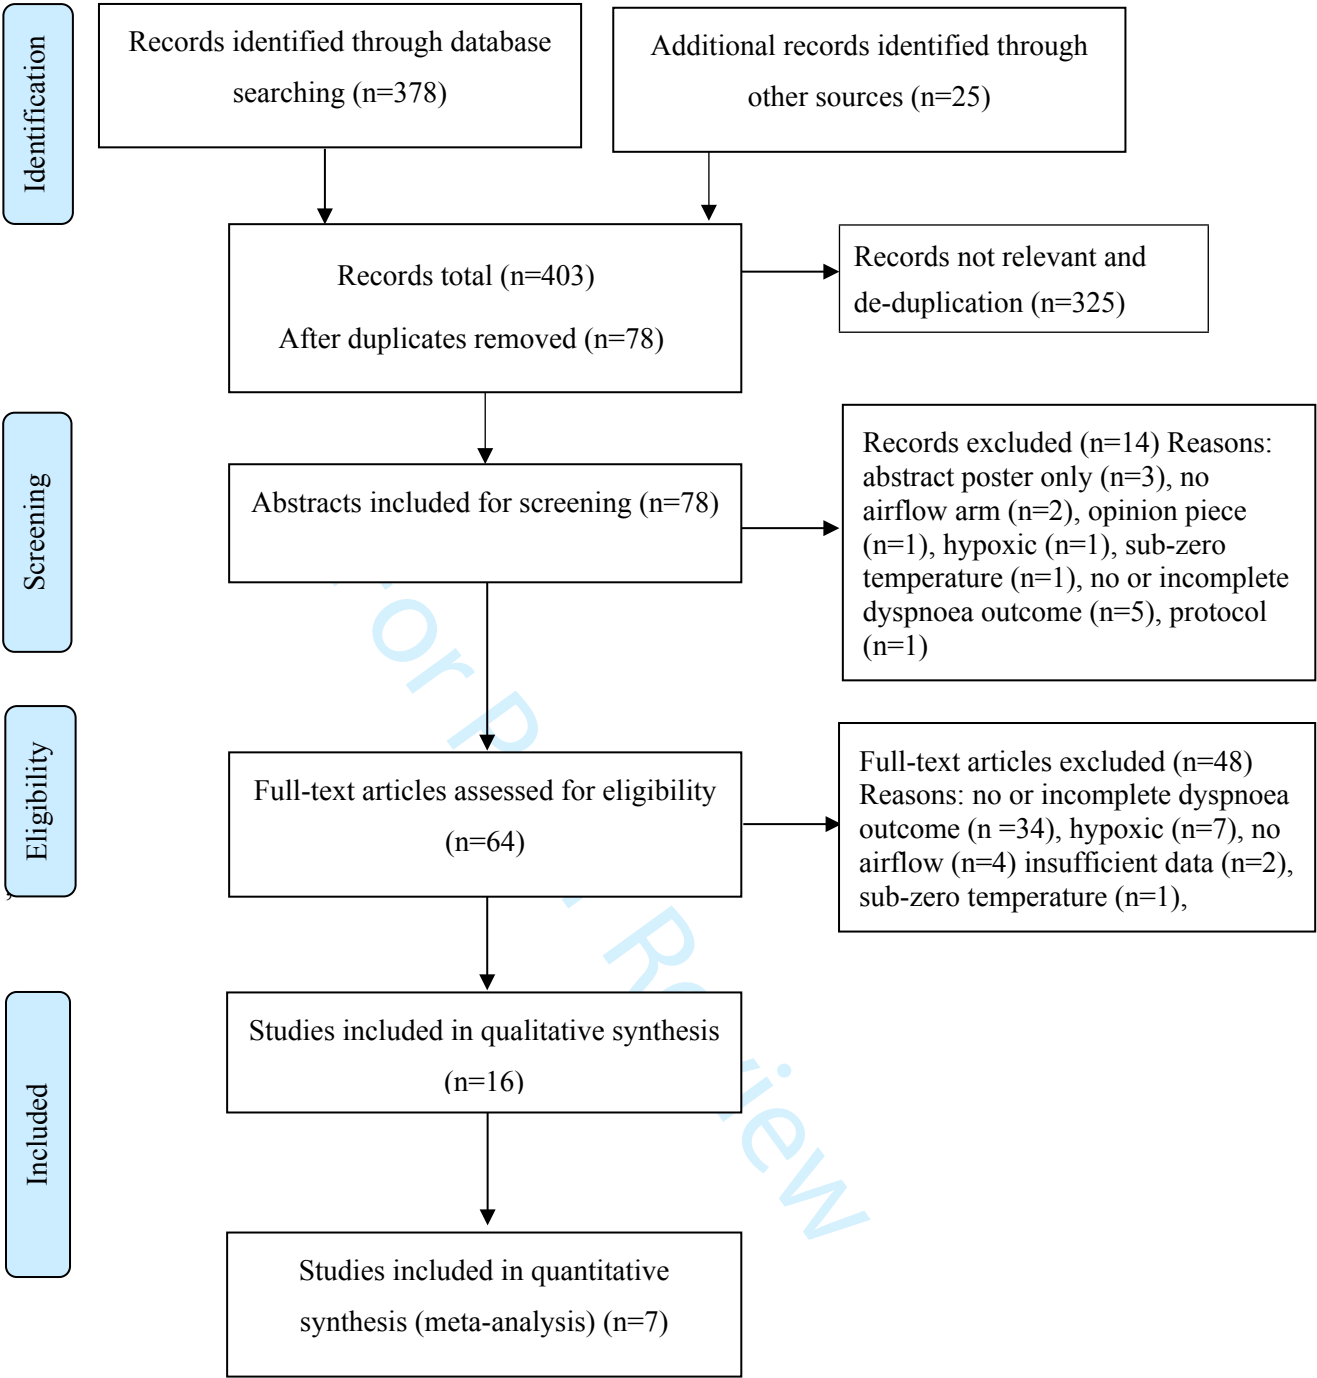 Identification
Records identified through database
searching (n=378)
Additional records identified through
other sources (n=25)
Records total (n=403)
After duplicates removed (n=78)
Records not relevant and
de-duplication (n=325)
Screening
Abstracts included for screening (n=78)
Records excluded (n=14) Reasons:
abstract poster only (n=3), no
airflow arm (n=2), opinion piece
(n=1), hypoxic (n=1), sub-zero
temperature (n=1), no or incomplete
dyspnoea outcome (n=5), protocol
(n=1)
Eligibility
Full-text articles assessed for eligibility
(n=64)
Full-text articles excluded (n=48)
Reasons: no or incomplete dyspnoea
outcome (n =34), hypoxic (n=7), no
airflow (n=4) insufficient data (n=2),
sub-zero temperature (n=1),
,
Included
Studies included in qualitative synthesis
(n=16)
Studies included in quantitative
synthesis (meta-analysis) (n=7)